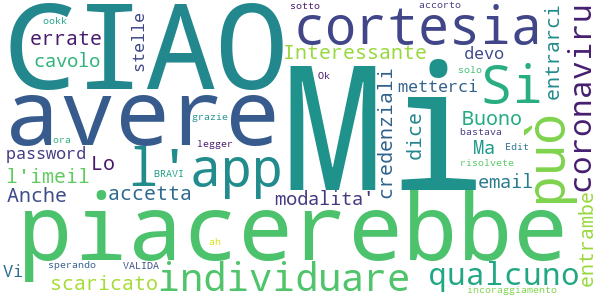 ookk
CIAO
stelle
sotto
accorto
cortesia
errate
cavolo
Interessante
devo
entrarci
coronaviru
avere
Mi
Ok
credenziali
metterci
Si
solo
grazie
dice
Buono
può
ora
legger
bastava
password
Lo
l'app
Ma
Edit
l'imeil
BRAVI
risolvete
Anche
accetta
modalita'
email
entrambe
piacerebbe
Vi
sperando
VALIDA
ah
qualcuno
scaricato
individuare
incoraggiamento